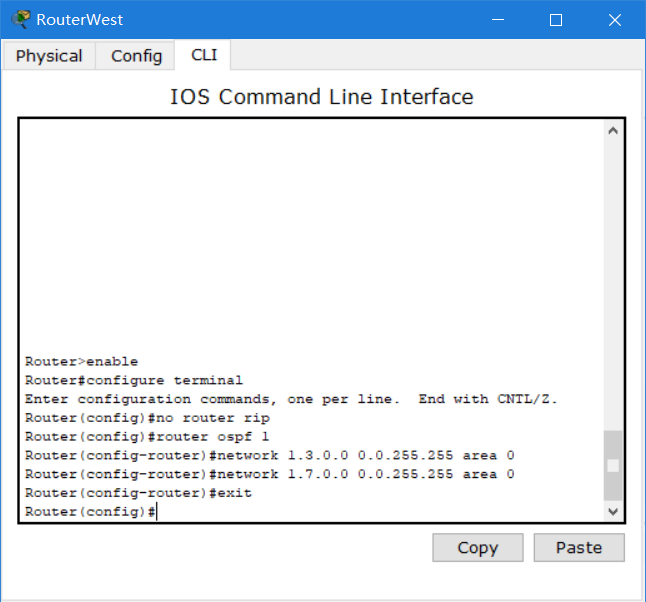 RouterWest
Physical Config CLI
IOS Command Line Interface
Router>enable
Router#configure terminal
Enter configuration commands, one per line.  End with CNTL/Z.
Router(config)#no router rip
Router(config)#router ospf 1
Router(config-router)#network 1.3.0.0 0.0.255.255 area 0
Router(config-router)#network 1.7.0.0 0.0.255.255 area 0
Router(config-router)#exit
Router(config)#
Copy Paste